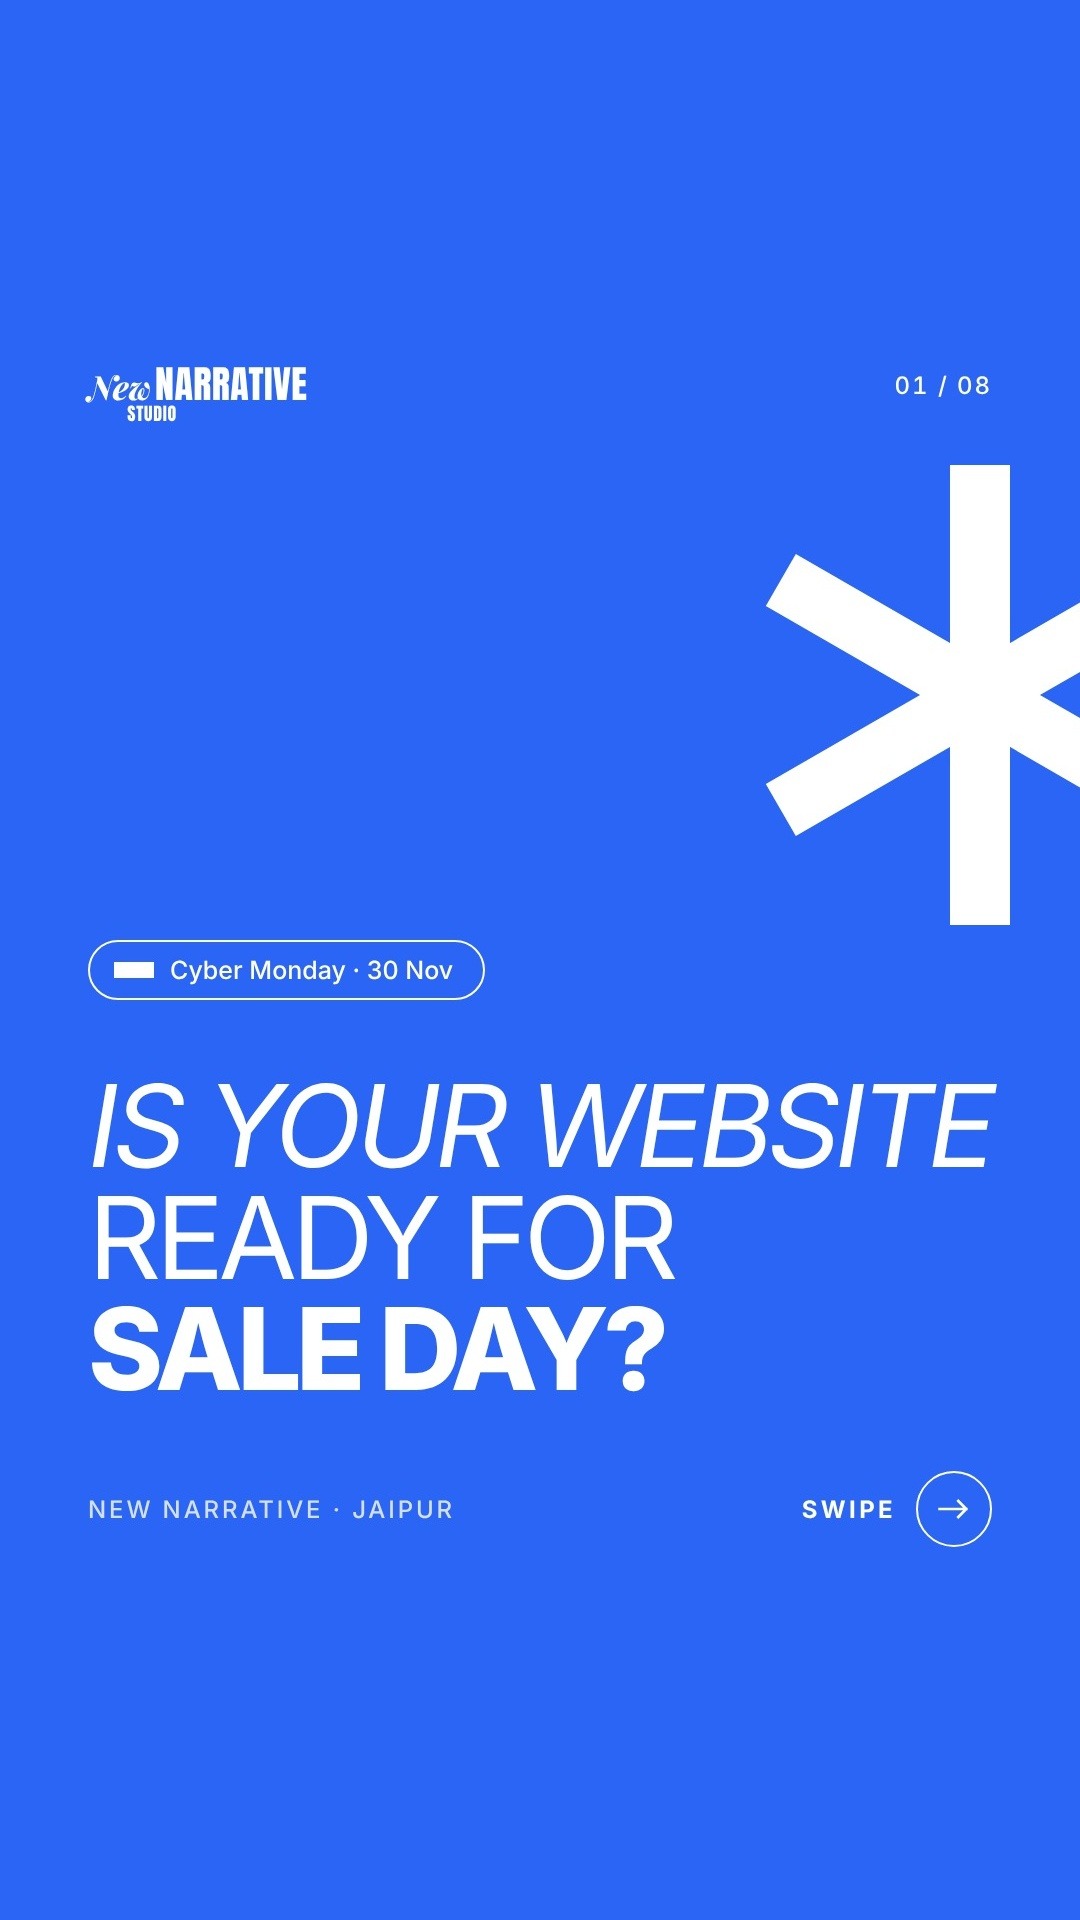 New NARRATIVE
STUDIO
01 / 08
Cyber Monday · 30 Nov
IS YOUR WEBSITE
READY FOR
SALE DAY?
NEW NARRATIVE · JAIPUR
SWIPE →